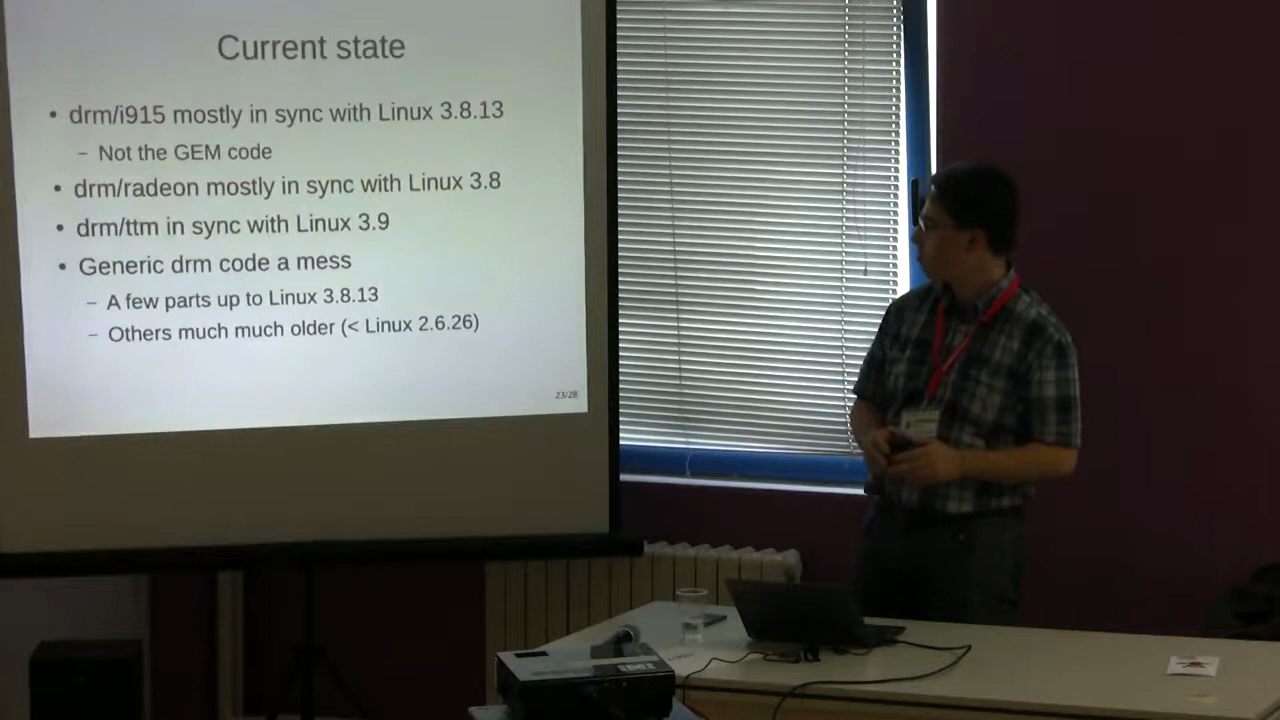 Current state
• drm/i915 mostly in sync with Linux 3.8.13
– Not the GEM code
• drm/radeon mostly in sync with Linux 3.8
• drm/ttm in sync with Linux 3.9
• Generic drm code a mess
– A few parts up to Linux 3.8.13
– Others much much older (< Linux 2.6.26)
23/28